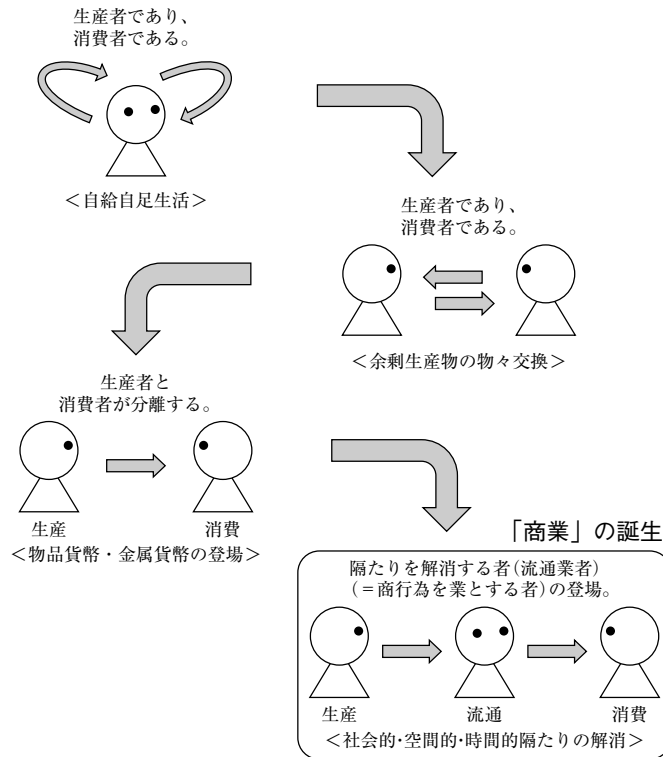 生産者であり、
消費者である。
＜自給自足生活＞
生産者であり、
消費者である。
＜余剰生産物の物々交換＞
生産者と
消費者が分離する。
生産
消費
＜物品貨幣・金属貨幣の登場＞
「商業」の誕生
隔たりを解消する者(流通業者)
(＝商行為を業とする者)の登場。
生産
流通
消費
＜社会的･空間的･時間的隔たりの解消＞